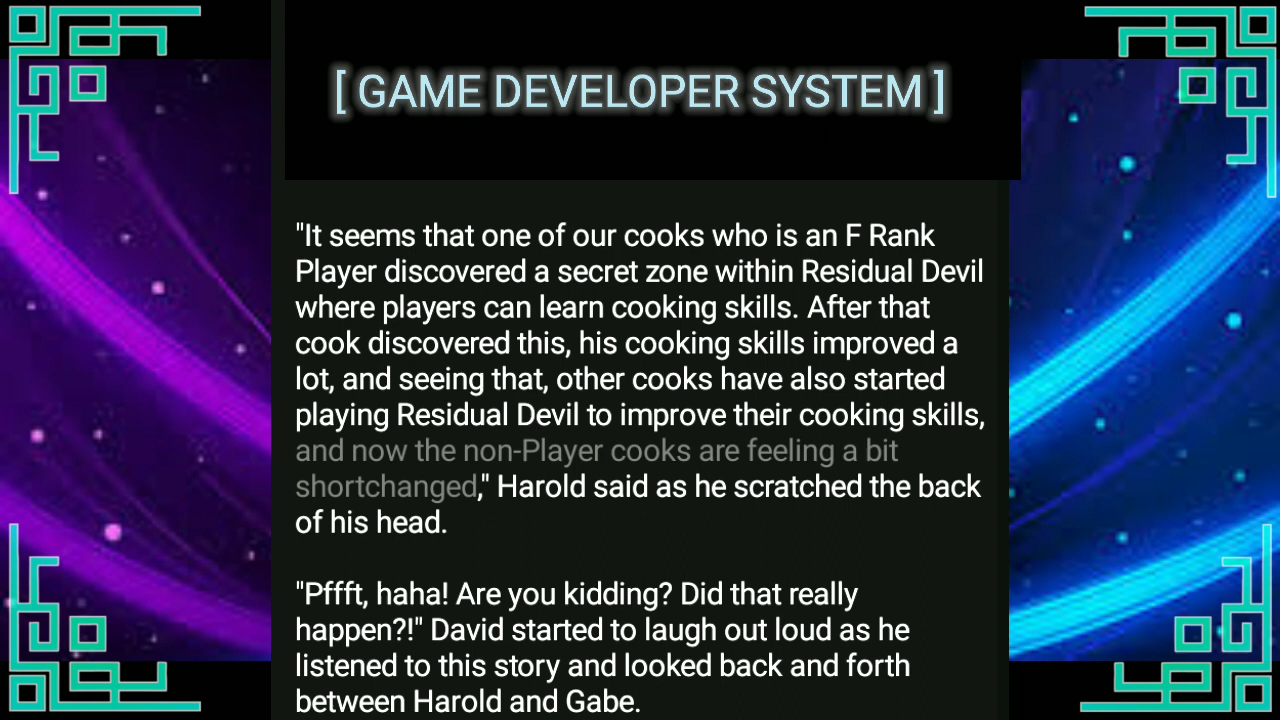 [ GAME DEVELOPER SYSTEM ]
"It seems that one of our cooks who is an F Rank
Player discovered a secret zone within Residual Devil
where players can learn cooking skills. After that
cook discovered this, his cooking skills improved a
lot, and seeing that, other cooks have also started
playing Residual Devil to improve their cooking skills,
and now the non-Player cooks are feeling a bit
shortchanged," Harold said as he scratched the back
of his head.
"Pffft, haha! Are you kidding? Did that really
happen?!" David started to laugh out loud as he
listened to this story and looked back and forth
between Harold and Gabe.